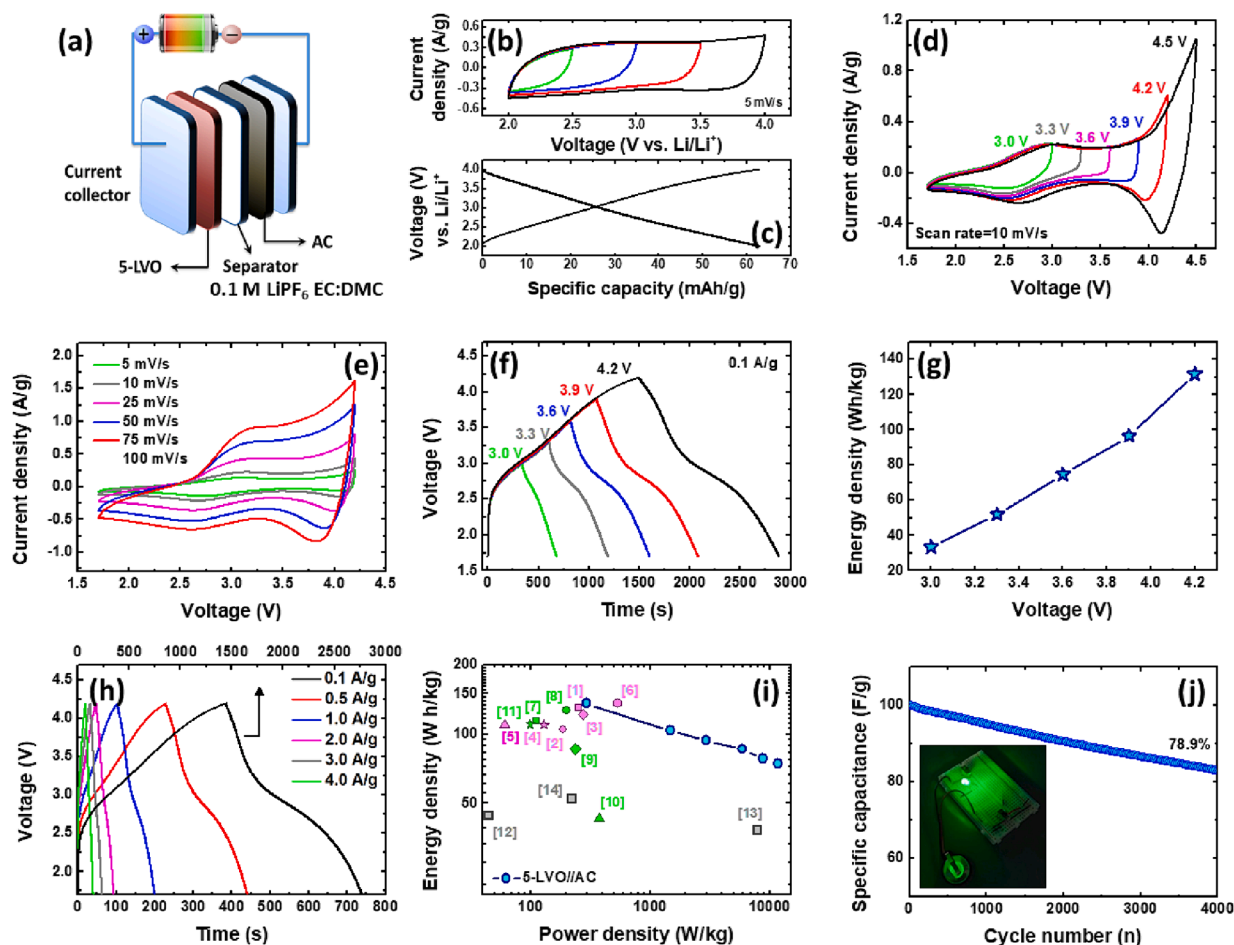 (a)
+
−
Current
collector
5-LVO
Separator
AC
0.1 M LiPF6 EC:DMC
(b)
Current
density (A/g)
0.6
0.3
0.0
-0.3
-0.6
5 mV/s
2.0 2.5 3.0 3.5 4.0
Voltage (V vs. Li/Li+)
(c)
Voltage (V
vs. Li/Li+
4.0
3.5
3.0
2.5
2.0
0 10 20 30 40 50 60 70
Specific capacity (mAh/g)
(d)
Current density (A/g)
1.2
0.8
0.4
0.0
-0.4
3.0 V
3.3 V
3.6 V
3.9 V
4.2 V
4.5 V
Scan rate=10 mV/s
1.5 2.0 2.5 3.0 3.5 4.0 4.5
Voltage (V)
(e)
Current density (A/g)
2.0
1.5
1.0
0.5
0.0
-0.5
-1.0
5 mV/s
10 mV/s
25 mV/s
50 mV/s
75 mV/s
100 mV/s
1.5 2.0 2.5 3.0 3.5 4.0 4.5
Voltage (V)
(f)
0.1 A/g
Voltage (V)
4.5
4.0
3.5
3.0
2.5
2.0
1.5
3.0 V
3.3 V
3.6 V
3.9 V
4.2 V
0 500 1000 1500 2000 2500 3000
Time (s)
(g)
Energy density (Wh/kg)
140
120
100
80
60
40
20
3.0 3.2 3.4 3.6 3.8 4.0 4.2
Voltage (V)
(h)
0 500 1000 1500 2000 2500 3000
Voltage (V)
4.5
4.0
3.5
3.0
2.5
2.0
0.1 A/g
0.5 A/g
1.0 A/g
2.0 A/g
3.0 A/g
4.0 A/g
0 100 200 300 400 500 600 700 800
Time (s)
(i)
Energy density (W h/kg)
200
150
100
50
[1]
[6]
[8]
[7]
[11]
[5]
[4]
[2]
[3]
[9]
[14]
[10]
[12]
[13]
5-LVO//AC
100 1000 10000
Power density (W/kg)
(j)
Specific capacitance (F/g)
100
80
60
78.9%
0 1000 2000 3000 4000
Cycle number (n)